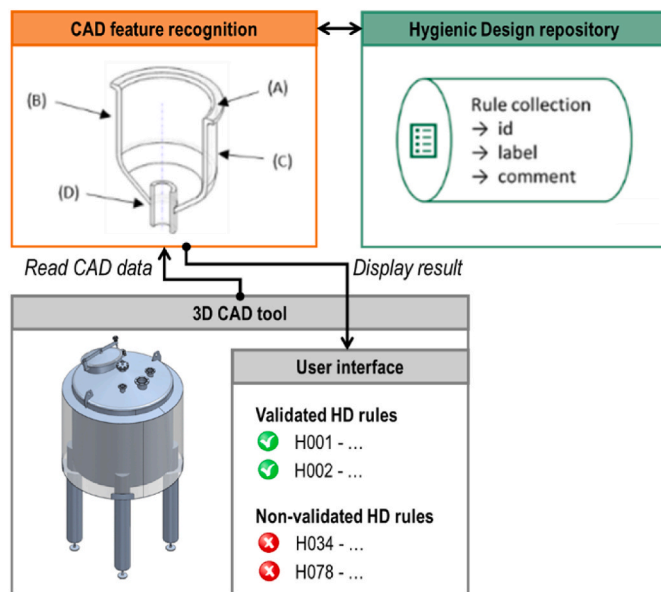 CAD feature recognition
Hygienic Design repository
(A)
(B)
(C)
(D)
Rule collection
→ id
→ label
→ comment
Read CAD data
Display result
3D CAD tool
User interface
Validated HD rules
H001 - ...
H002 - ...
Non-validated HD rules
H034 - ...
H078 - ...